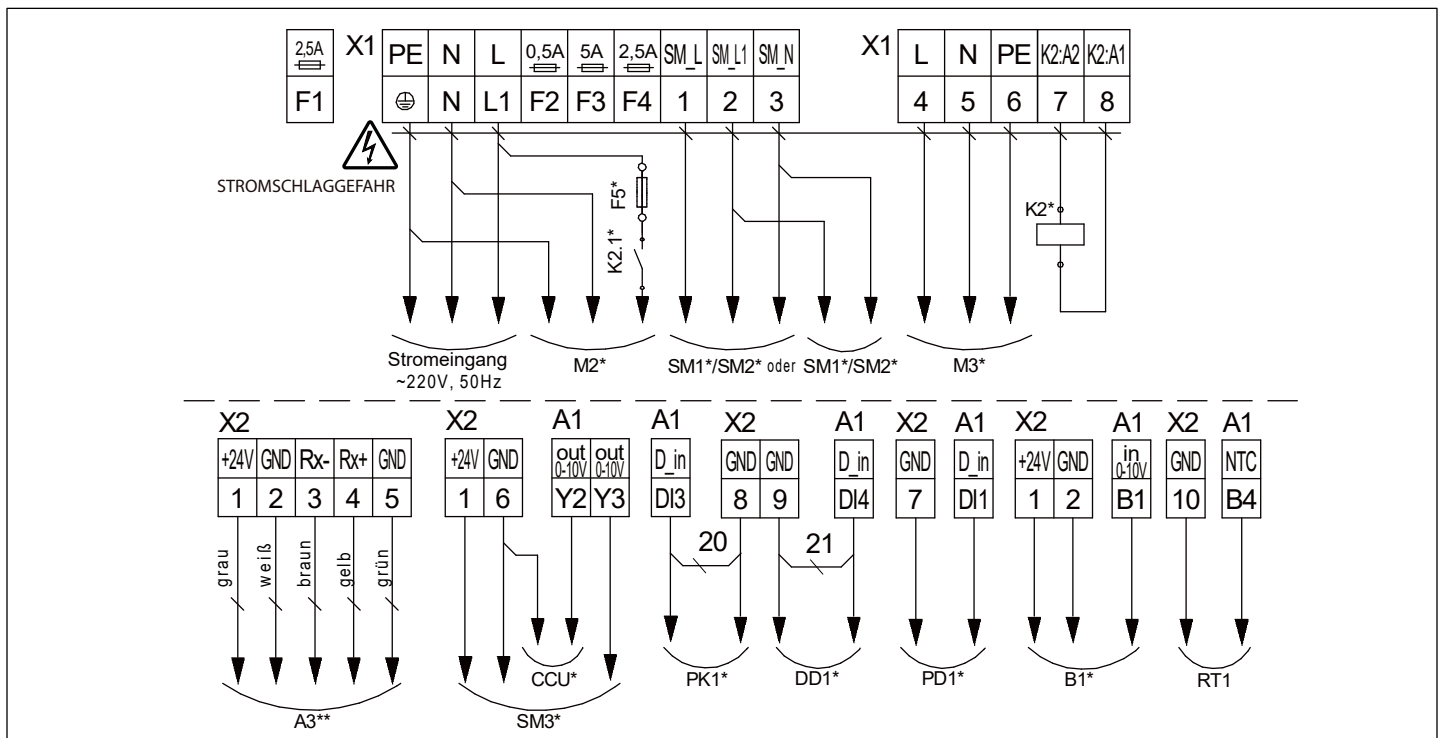 2,5A X1 PE N L 0,5A 5A 2,5A SM_L SM_L1 SM_N X1 L N PE K2:A2 K2:A1
F1 N L1 F2 F3 F4 1 2 3 4 5 6 7 8
STROMSCHLAGGEFAHR
F5*
K2.1*
K2*
Stromeingang
~220V, 50Hz
M2*
SM1*/SM2* oder SM1*/SM2*
M3*
X2 X2 A1 A1 X2 A1 X2 A1 X2 A1 X2 A1
+24V GND Rx- Rx+ GND +24V GND out 0-10V out 0-10V D_in GND GND D_in GND D_in +24V GND in 0-10V GND NTC
1 2 3 4 5 1 6 Y2 Y3 DI3 8 9 DI4 7 DI1 1 2 B1 10 B4
20 21
grau
weiß
braun
gelb
grün
CCU* PK1* DD1* PD1* B1* RT1
A3** SM3*